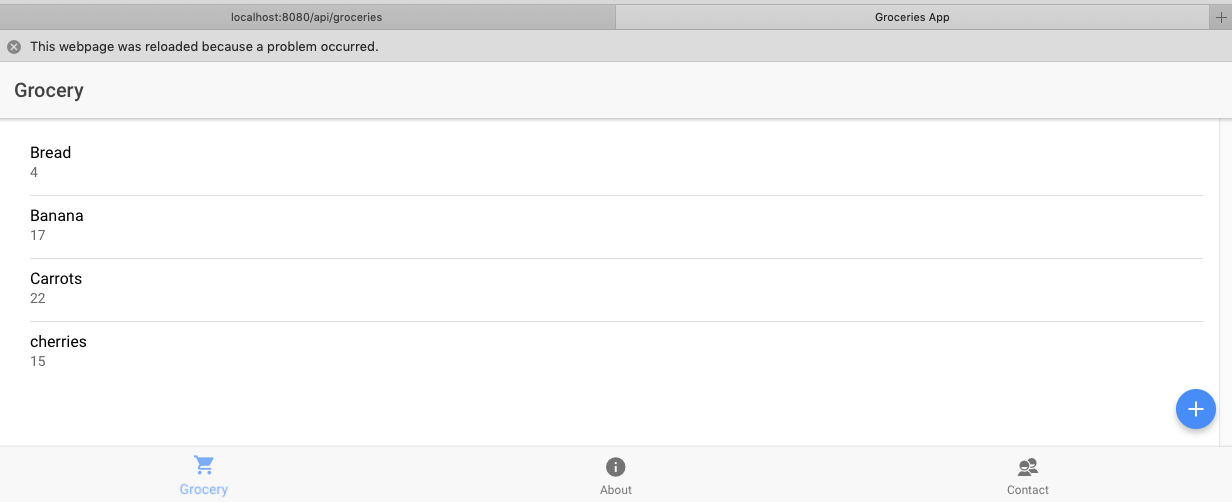 localhost:8080/api/groceries
Groceries App
This webpage was reloaded because a problem occurred.
Grocery
Bread
4
Banana
17
Carrots
22
cherries
15
Grocery
About
Contact